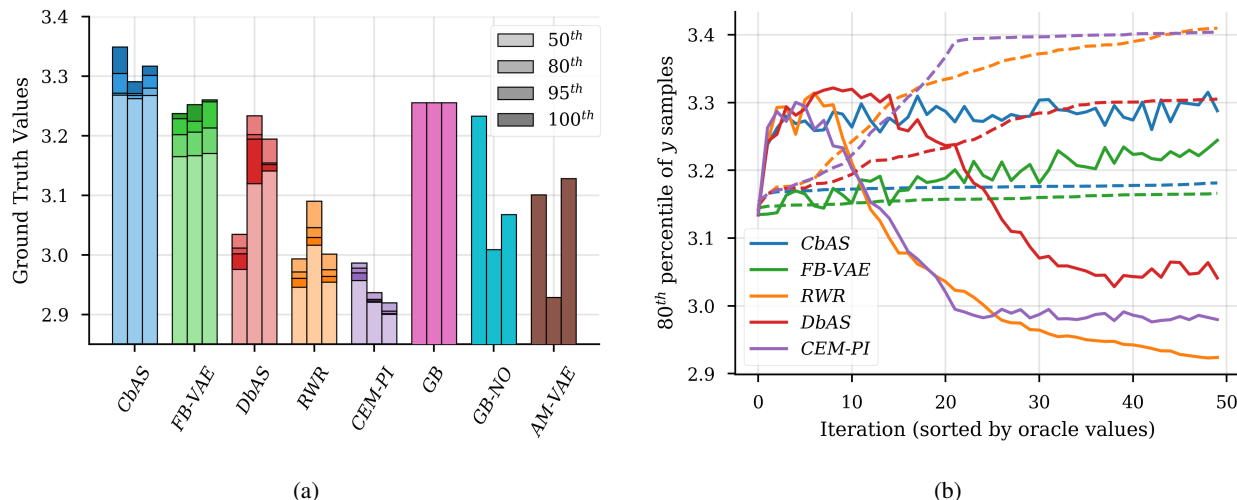 3.4
3.3
3.2
3.1
3.0
2.9
Ground Truth Values
50th
80th
95th
100th
CbAS
FB-VAE
DbAS
RWR
CEM-PI
GB
GB-NO
AM-VAE
(a)
3.4
3.3
3.2
3.1
3.0
2.9
80th percentile of y samples
CbAS
FB-VAE
RWR
DbAS
CEM-PI
0 10 20 30 40 50
Iteration (sorted by oracle values)
(b)